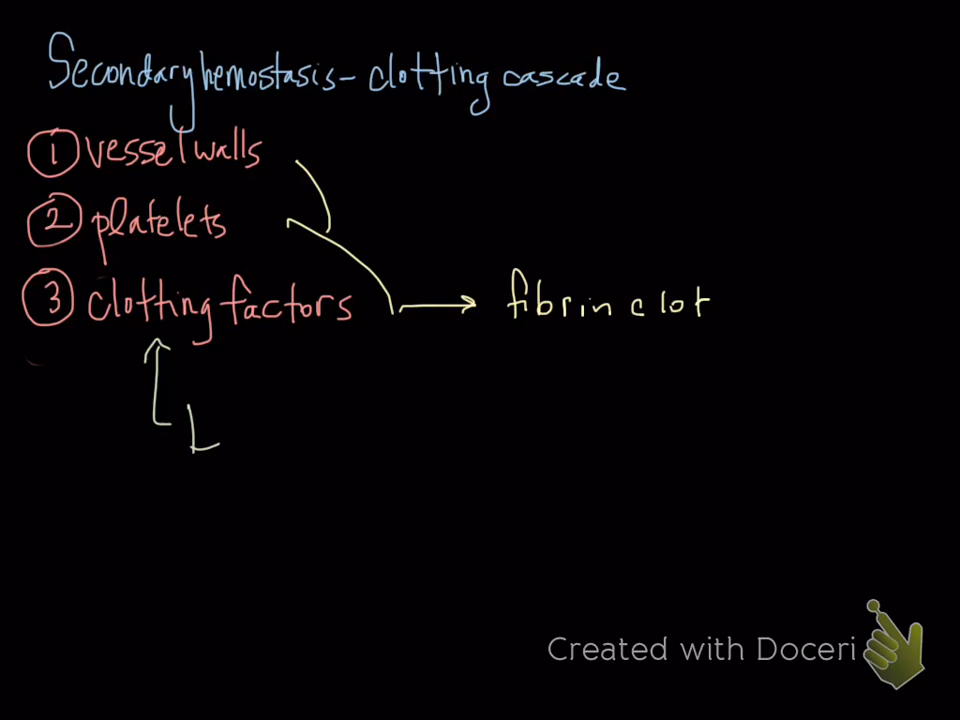 Secondary hemostasis - clotting cascade
1 vessel walls
2 platelets
3 clotting factors → fibrin clot
L
Created with Doceri